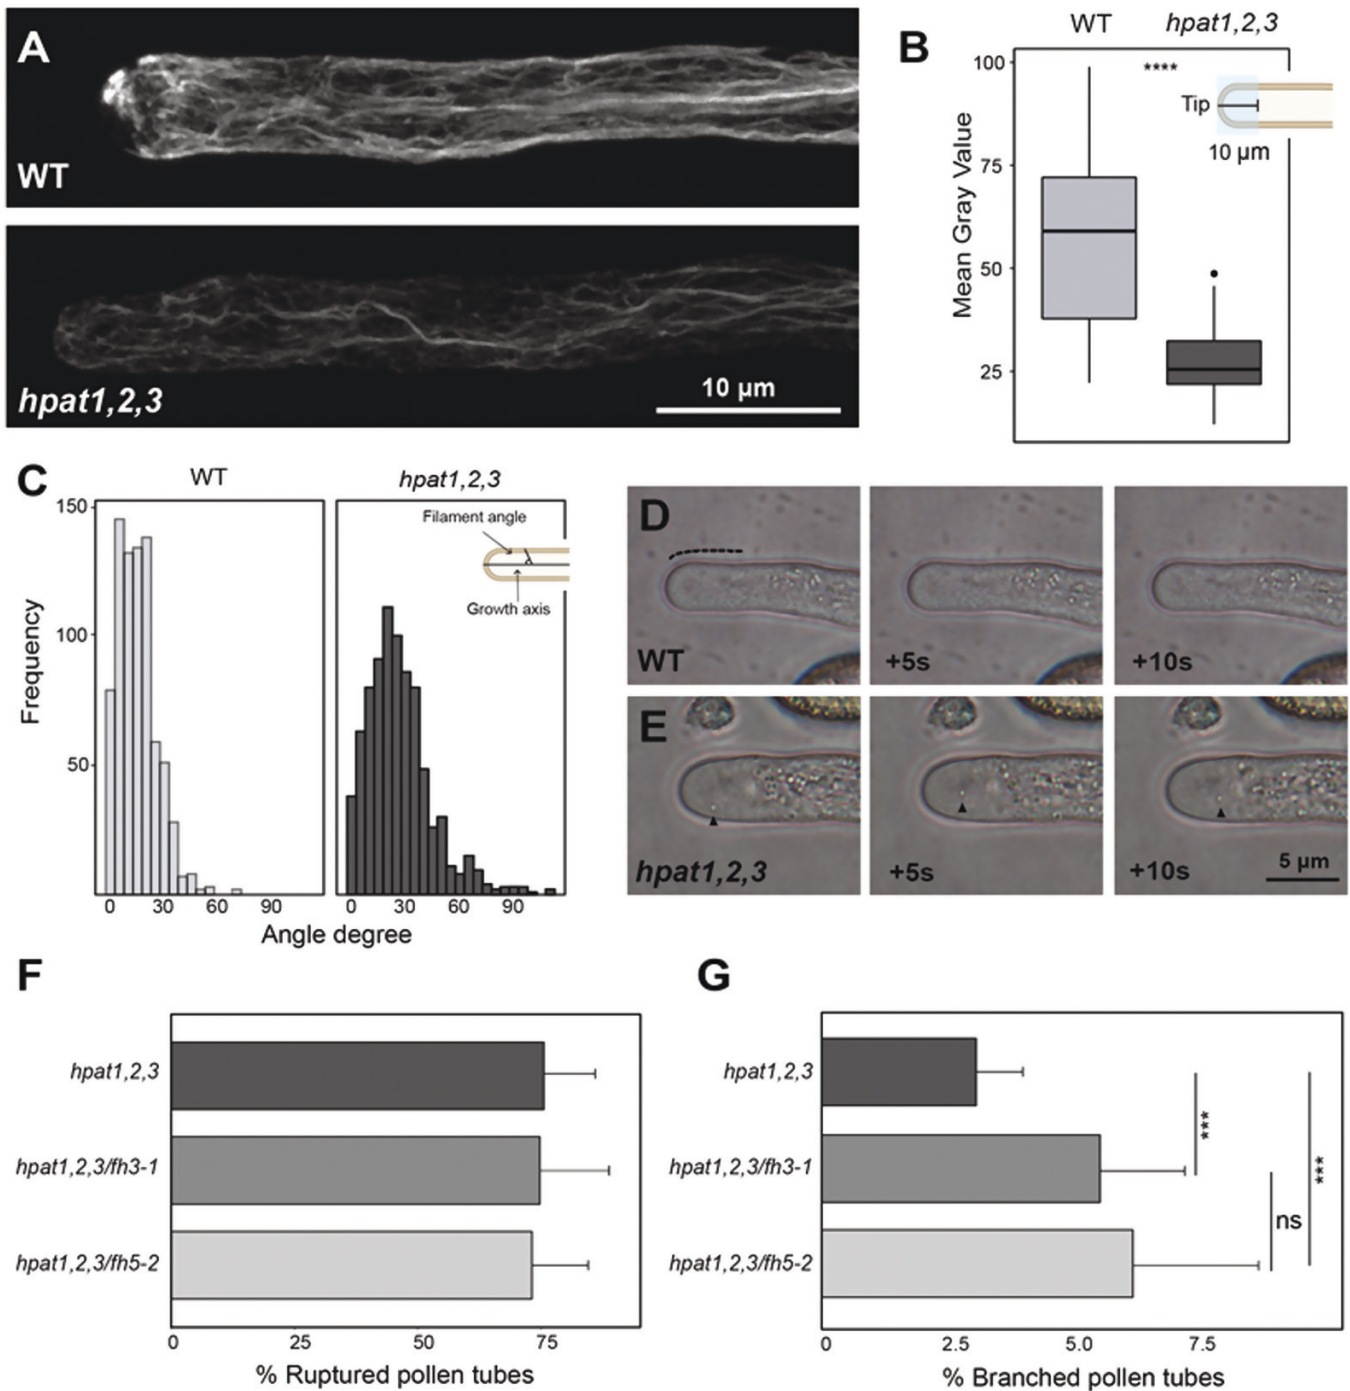 A
WT
hpat1,2,3
10 µm
B
WT
hpat1,2,3
****
Tip
10 µm
100
75
50
25
Mean Gray Value
C
WT
hpat1,2,3
Filament angle
Growth axis
150
100
50
Frequency
0 30 60 90
0 30 60 90
Angle degree
D
WT
+5s
+10s
E
hpat1,2,3
+5s
+10s
5 µm
F
hpat1,2,3
hpat1,2,3/fh3-1
hpat1,2,3/fh5-2
0 25 50 75
% Ruptured pollen tubes
G
hpat1,2,3
hpat1,2,3/fh3-1
hpat1,2,3/fh5-2
***
ns
***
0 2.5 5.0 7.5
% Branched pollen tubes